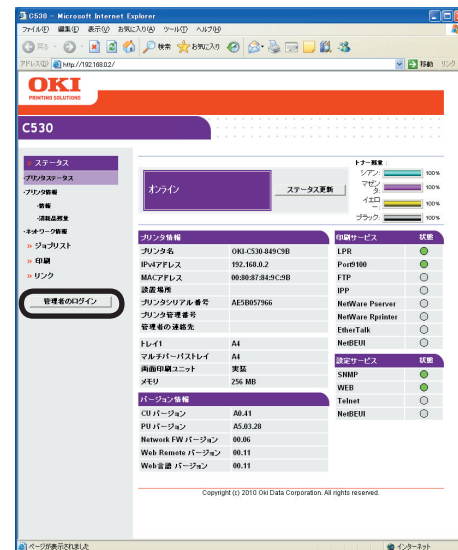 C530 - Microsoft Internet Explorer
ファイル(F) 編集(E) 表示(V) お気に入り(A) ツール(T) ヘルプ(H)
戻る 検索 お気に入り
アドレス(D) http://192.168.0.2/ 移動 リンク
OKI
PRINTING SOLUTIONS
C530
ステータス
プリンタステータス
プリンタ情報
情報
消耗品残量
ネットワーク情報
ジョブリスト
印刷
リンク
管理者のログイン
オンライン
ステータス更新
トナー残量:
シアン: 100%
マゼンタ: 100%
イエロー: 100%
ブラック: 100%
プリンタ情報
プリンタ名 OKI-C530-849C9B
IPv4アドレス 192.168.0.2
MACアドレス 00:80:87:84:9C:9B
設置場所
プリンタシリアル番号 AE5B057966
プリンタ管理番号
管理者の連絡先
トレイ1 A4
マルチパーパストレイ A4
両面印刷ユニット 実装
メモリ 256 MB
バージョン情報
CU バージョン A0.41
PU バージョン A5.03.28
Network FW バージョン 00.06
Web Remote バージョン 00.11
Web言語 バージョン 00.11
印刷サービス 状態
LPR
Port9100
FTP
IPP
NetWare Pserver
NetWare Rprinter
EtherTalk
NetBEUI
設定サービス 状態
SNMP
WEB
Telnet
NetBEUI
Copyright (c) 2010 Oki Data Corporation. All rights reserved.
ページが表示されました インターネット